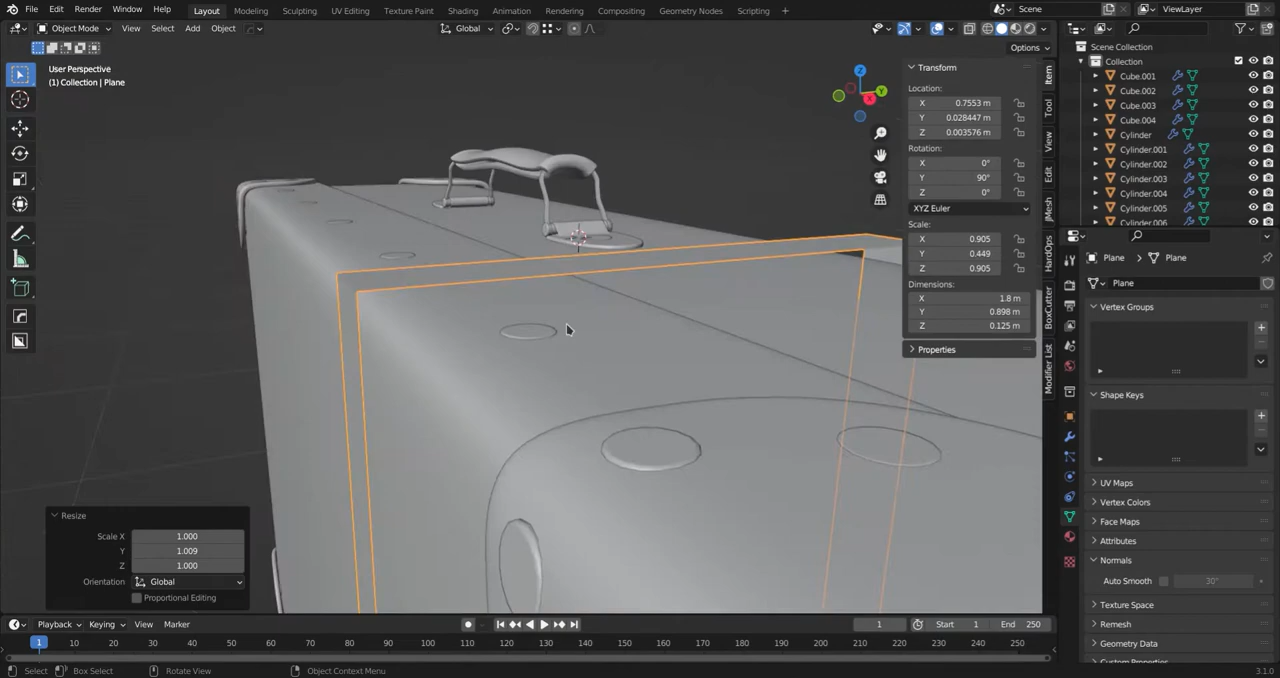 File Edit Render Window Help Layout Modeling Sculpting UV Editing Texture Paint Shading Animation Rendering Compositing Geometry Nodes Scripting + Scene ViewLayer
Object Mode View Select Add Object Global
Options
User Perspective
(1) Collection | Plane
Transform
Location:
X 0.7553 m
Y 0.028447 m
Z 0.003576 m
Rotation:
X 0°
Y 90°
Z 0°
XYZ Euler
Scale:
X 0.905
Y 0.449
Z 0.905
Dimensions:
X 1.8 m
Y 0.898 m
Z 0.125 m
Properties
Item
Tool
View
Edit
JMesh
HardOps
BoxCutter
Modifier List
Scene Collection
Collection
Cube.001
Cube.002
Cube.003
Cube.004
Cylinder
Cylinder.001
Cylinder.002
Cylinder.003
Cylinder.004
Cylinder.005
Cylinder.006
Plane Plane
Plane
Vertex Groups
Shape Keys
UV Maps
Vertex Colors
Face Maps
Attributes
Normals
Auto Smooth 30°
Texture Space
Remesh
Geometry Data
Custom Properties
Resize
Scale X 1.000
Y 1.009
Z 1.000
Orientation Global
Proportional Editing
Playback Keying View Marker 1 Start 1 End 250
1 10 20 30 40 50 60 70 80 90 100 110 120 130 140 150 160 170 180 190 200 210 220 230 240 250
Select Box Select Rotate View Object Context Menu 3.1.0